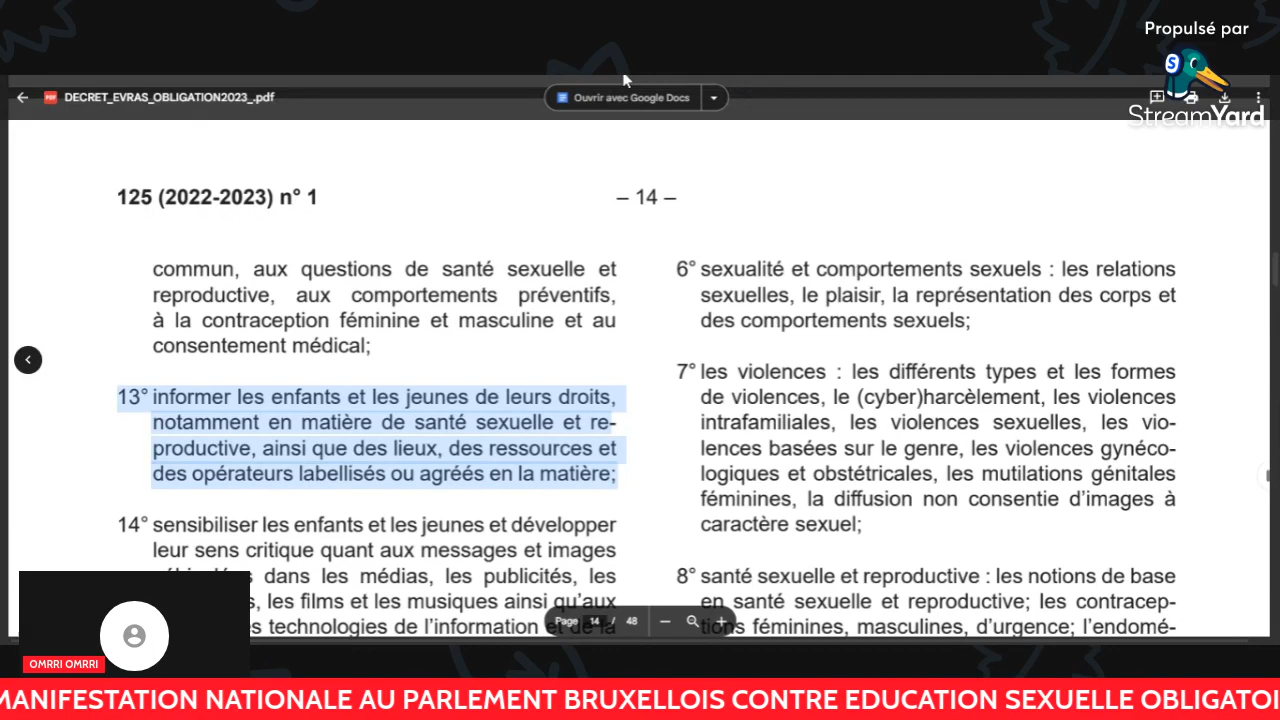 Propulsé par
S
StreamYard
PDF
DECRET_EVRAS_OBLIGATION2023_.pdf
Ouvrir avec Google Docs
125 (2022-2023) n° 1
– 14 –
commun, aux questions de santé sexuelle et
reproductive, aux comportements préventifs,
à la contraception féminine et masculine et au
consentement médical;
13° informer les enfants et les jeunes de leurs droits,
notamment en matière de santé sexuelle et re-
productive, ainsi que des lieux, des ressources et
des opérateurs labellisés ou agréés en la matière;
14° sensibiliser les enfants et les jeunes et développer
leur sens critique quant aux messages et images
dans les médias, les publicités, les
les films et les musiques ainsi qu'aux
technologies de l'information et de la
6° sexualité et comportements sexuels : les relations
sexuelles, le plaisir, la représentation des corps et
des comportements sexuels;
7° les violences : les différents types et les formes
de violences, le (cyber)harcèlement, les violences
intrafamiliales, les violences sexuelles, les vio-
lences basées sur le genre, les violences gynéco-
logiques et obstétricales, les mutilations génitales
féminines, la diffusion non consentie d'images à
caractère sexuel;
8° santé sexuelle et reproductive : les notions de base
en santé sexuelle et reproductive; les contracep-
tions féminines, masculines, d'urgence; l'endomé-
Page 14 / 48
OMRRI OMRRI
MANIFESTATION NATIONALE AU PARLEMENT BRUXELLOIS CONTRE EDUCATION SEXUELLE OBLIGATOI